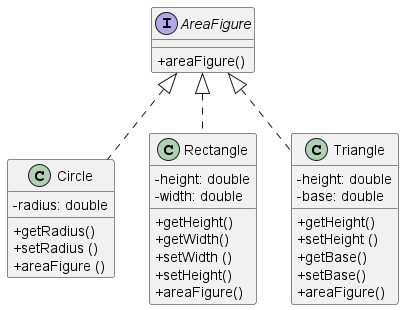 I AreaFigure
+areaFigure()
C Circle
-radius: double
+getRadius()
+setRadius ()
+areaFigure ()
C Rectangle
-height: double
-width: double
+getHeight()
+getWidth()
+setWidth ()
+setHeight()
+areaFigure()
C Triangle
-height: double
-base: double
+getHeight()
+setHeight ()
+getBase()
+setBase()
+areaFigure()